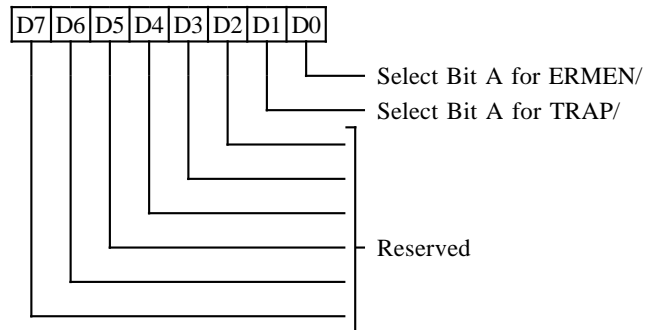 D7 D6 D5 D4 D3 D2 D1 D0
Select Bit A for ERMEN/
Select Bit A for TRAP/
Reserved